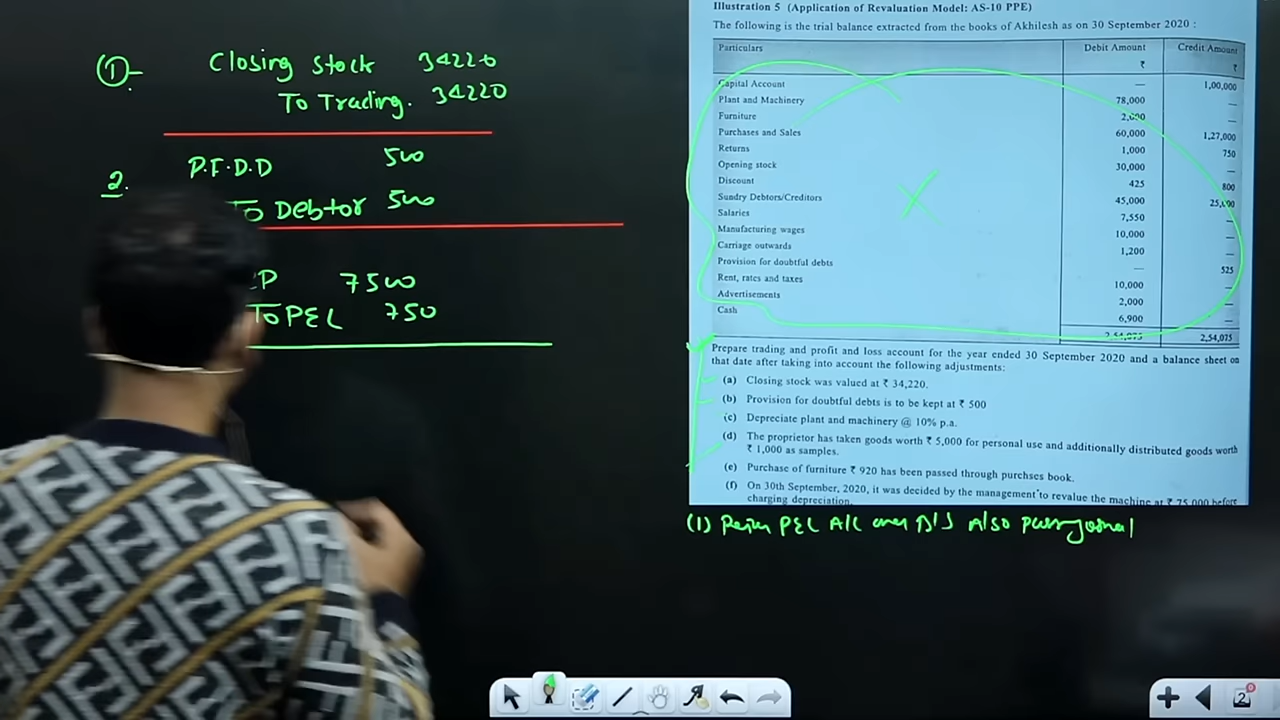 (1)- Closing Stock 34220
To Trading. 34220
2. P.F.D.D 500
To Debtor 500
P 7500
To P&L 750
Illustration 5 (Application of Revaluation Model: AS-10 PPE)
The following is the trial balance extracted from the books of Akhilesh as on 30 September 2020 :
Particulars Debit Amount Credit Amount
₹ ₹
Capital Account — 1,00,000
Plant and Machinery 78,000 —
Furniture 2,000 —
Purchases and Sales 60,000 1,27,000
Returns 1,000 750
Opening stock 30,000 —
Discount 425 800
Sundry Debtors/Creditors 45,000 25,000
Salaries 7,550 —
Manufacturing wages 10,000 —
Carriage outwards 1,200 —
Provision for doubtful debts — 525
Rent, rates and taxes 10,000 —
Advertisements 2,000 —
Cash 6,900 —
2,54,075 2,54,075
Prepare trading and profit and loss account for the year ended 30 September 2020 and a balance sheet on
that date after taking into account the following adjustments:
(a) Closing stock was valued at ₹ 34,220.
(b) Provision for doubtful debts is to be kept at ₹ 500
(c) Depreciate plant and machinery @ 10% p.a.
(d) The proprietor has taken goods worth ₹ 5,000 for personal use and additionally distributed goods worth
₹ 1,000 as samples.
(e) Purchase of furniture ₹ 920 has been passed through purchses book.
(f) On 30th September, 2020, it was decided by the management to revalue the machine at ₹ 75,000 before
charging depreciation.
(1) P&L A/c B/S Also pass journal
2